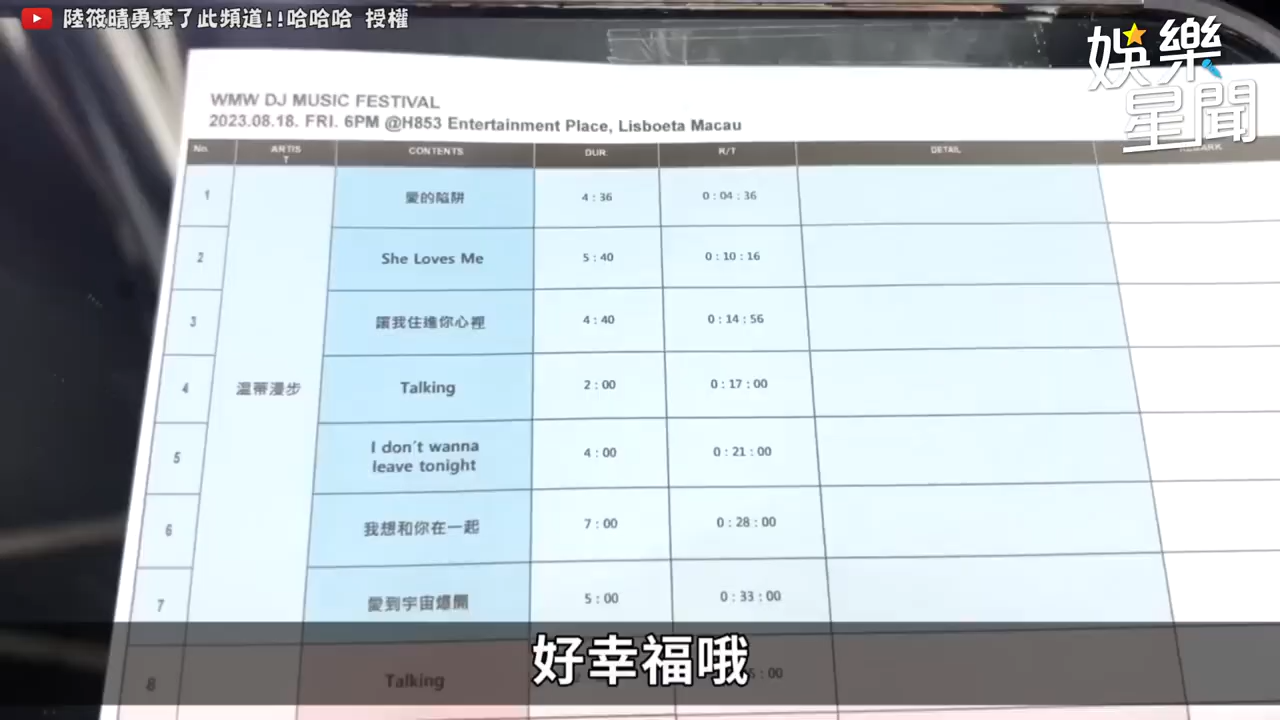 陸筱晴勇奪了此頻道!!哈哈哈 授權
娛樂
星聞
WMW DJ MUSIC FESTIVAL
2023.08.18. FRI. 6PM @H853 Entertainment Place, Lisboeta Macau
No. ARTIST CONTENTS DUR. R/T DETAIL REMARK
1 愛的陷阱 4:36 0:04:36
2 She Loves Me 5:40 0:10:16
3 讓我住進你心裡 4:40 0:14:56
4 溫蒂漫步 Talking 2:00 0:17:00
5 I don't wanna leave tonight 4:00 0:21:00
6 我想和你在一起 7:00 0:28:00
7 愛到宇宙爆開 5:00 0:33:00
8 Talking
好幸福哦